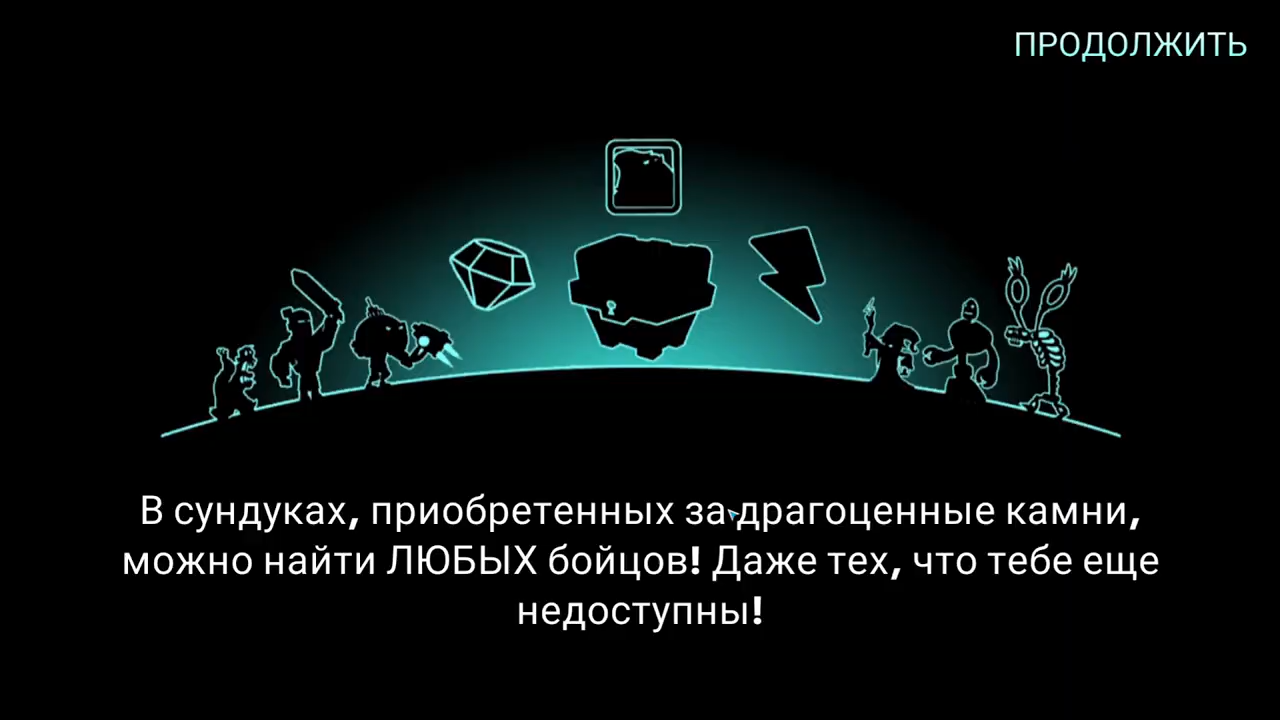 ПРОДОЛЖИТЬ
В сундуках, приобретенных за драгоценные камни,
можно найти ЛЮБЫХ бойцов! Даже тех, что тебе еще
недоступны!